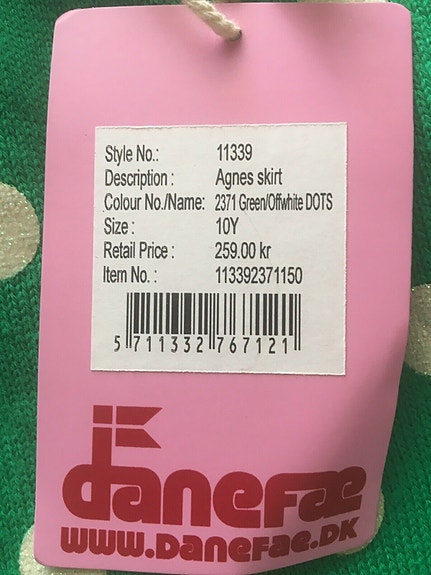 Style No.: 11339
Description : Agnes skirt
Colour No./Name: 2371 Green/Offwhite DOTS
Size : 10Y
Retail Price : 259.00 kr
Item No. : 113392371150
5 711332 767121
danefæ
www.DaneFae.DK